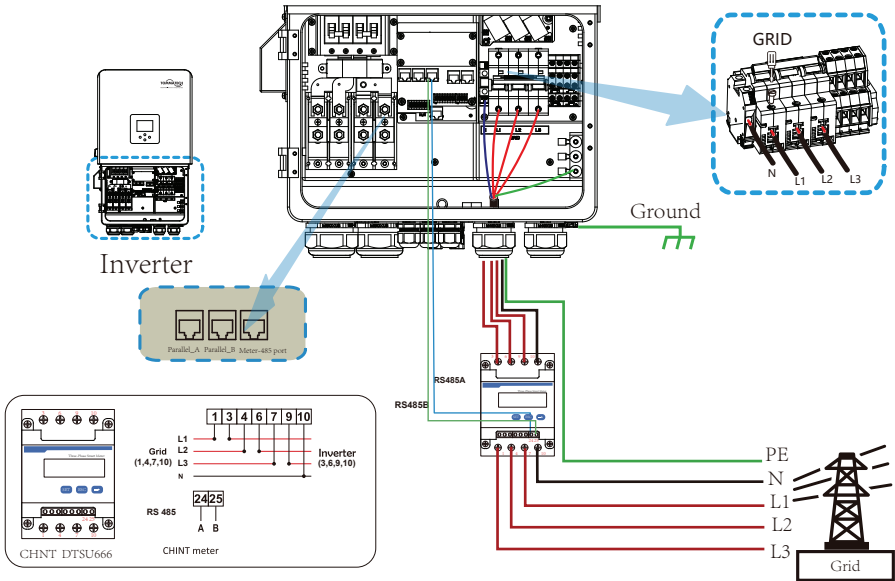 GRID
N
L1
L2
L3
Ground
Inverter
Parallel_A
Parallel_B
Meter-485 port
RS485A
RS485B
1 3 4 6 7 9 10
L1
L2
L3
N
Grid
(1,4,7,10)
Inverter
(3,6,9,10)
24 25
RS 485
A B
CHNT DTSU666
CHINT meter
PE
N
L1
L2
L3
Grid